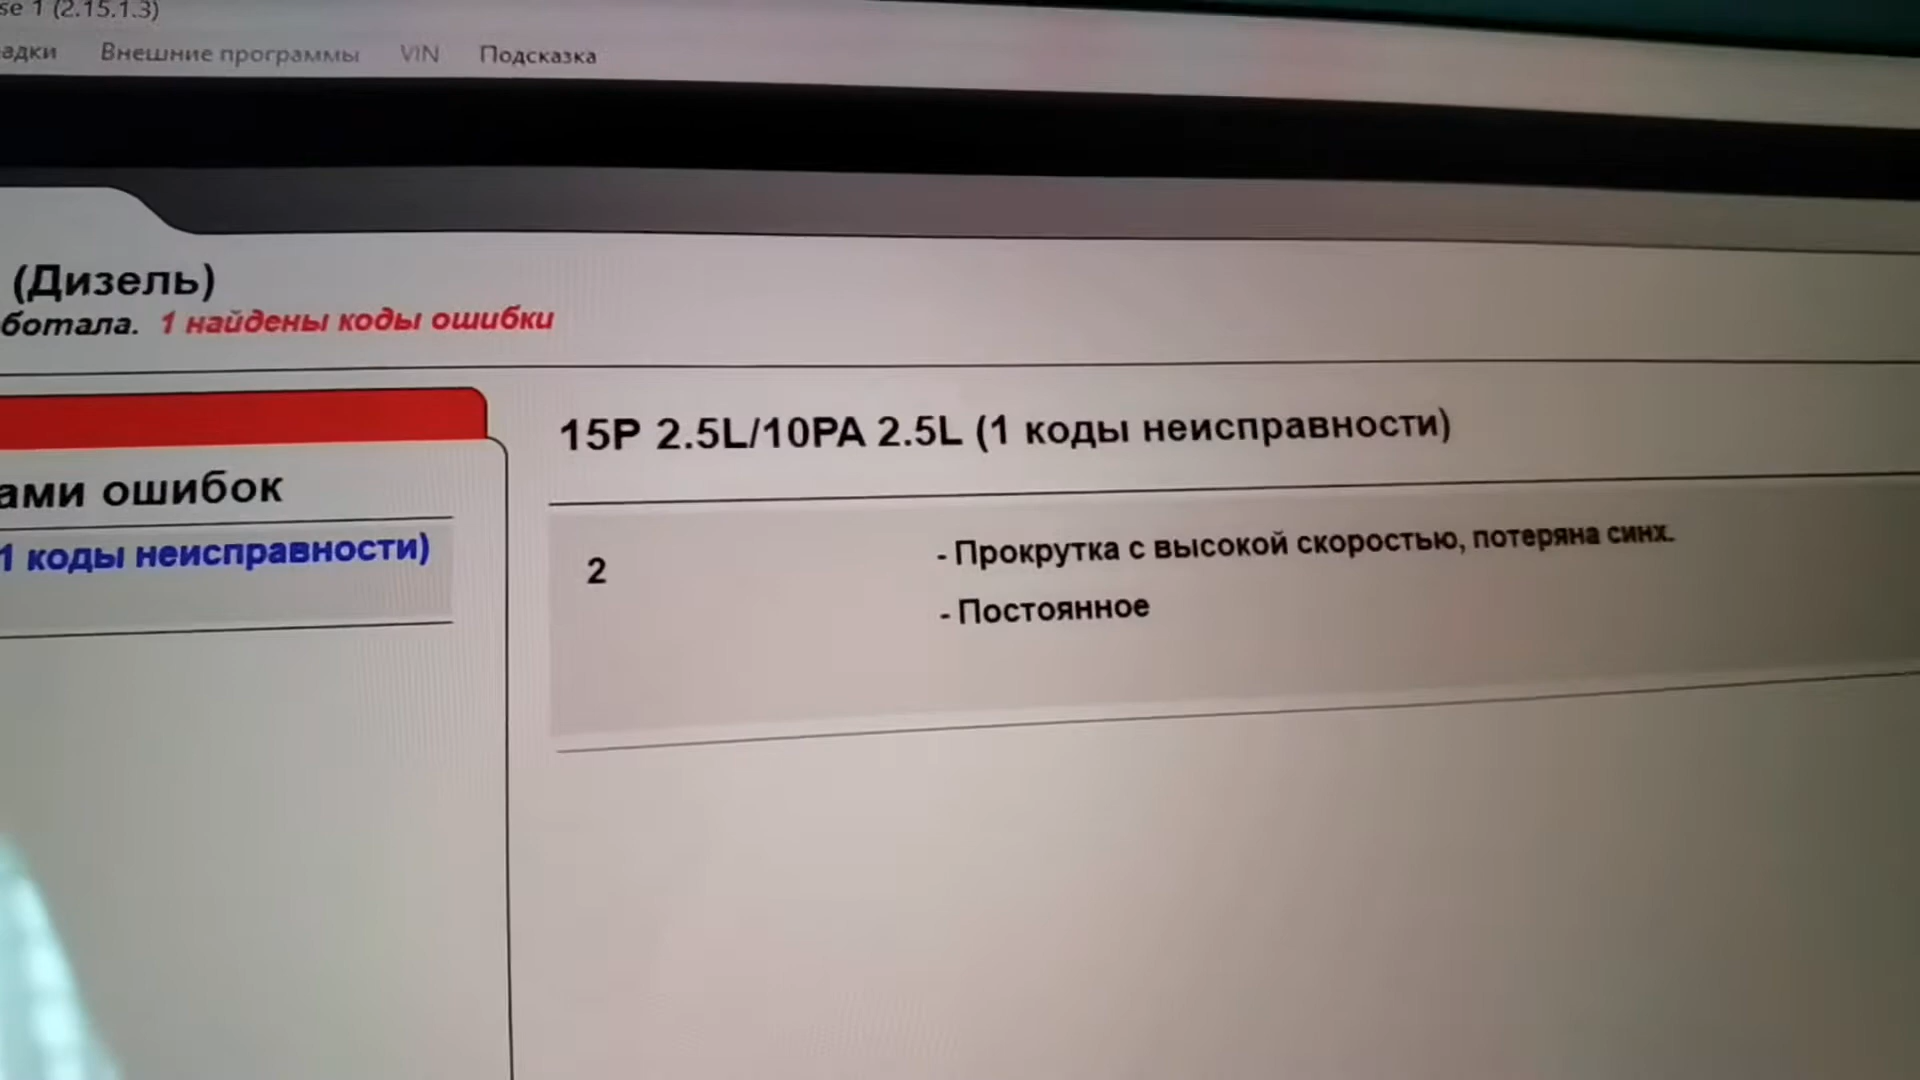 se 1 (2.15.1.3)
адки Внешние программы VIN Подсказка
(Дизель)
ботала. 1 найдены коды ошибки
15P 2.5L/10PA 2.5L (1 коды неисправности)
ами ошибок
1 коды неисправности)
2
- Прокрутка с высокой скоростью, потеряна синх.
- Постоянное